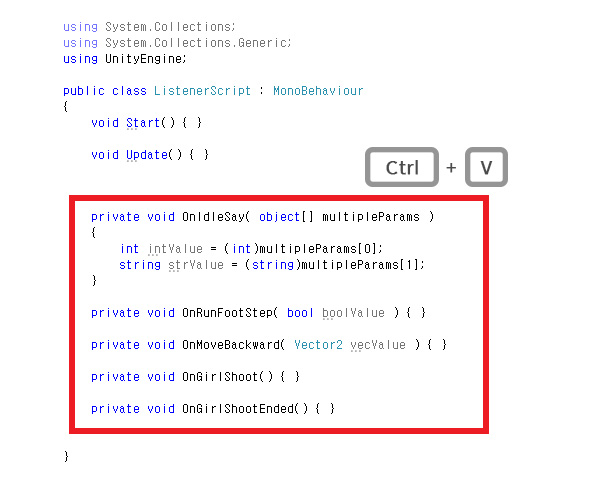 using System.Collections;
using System.Collections.Generic;
using UnityEngine;
public class ListenerScript : MonoBehaviour
{
void Start() { }
void Update() { }
Ctrl + V
private void OnIdleSay( object[] multipleParams )
{
int intValue = (int)multipleParams[0];
string strValue = (string)multipleParams[1];
}
private void OnRunFootStep( bool boolValue ) { }
private void OnMoveBackward( Vector2 vecValue ) { }
private void OnGirlShoot() { }
private void OnGirlShootEnded() { }
}